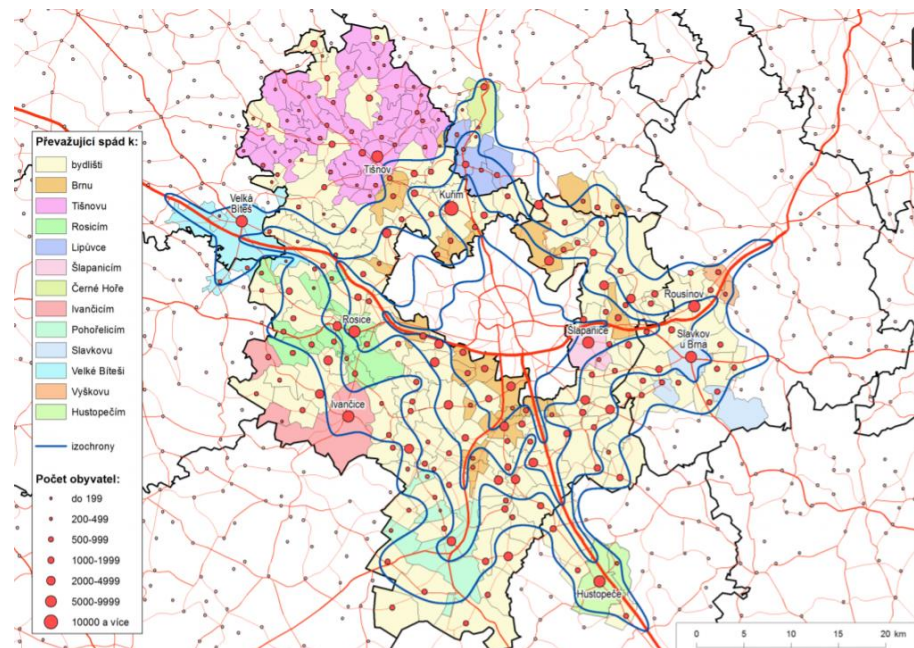 Převažující spád k:
bydlišti
Brnu
Tišnovu
Rosicím
Lipůvce
Šlapanicím
Černé Hoře
Ivančicím
Pohořelicím
Slavkovu
Velké Bíteši
Vyškovu
Hustopečím
izochrony
Počet obyvatel:
do 199
200-499
500-999
1000-1999
2000-4999
5000-9999
10000 a více
Tišnov
Velká
Bíteš
Kuřim
Rousínov
Rosice
Šlapanice
Slavkov
u Brna
Ivančice
Hustopeče
0 5 10 15 20 km